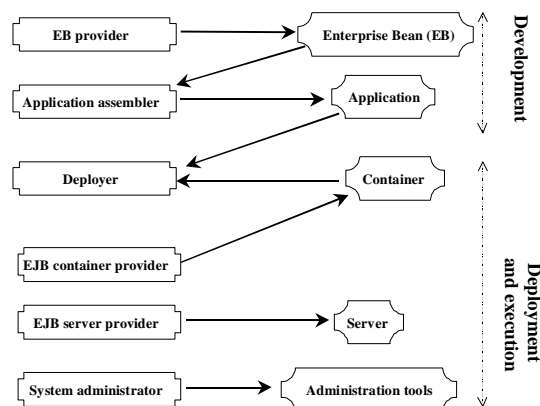 EB provider
Enterprise Bean (EB)
Application assembler
Application
Deployer
Container
EJB container provider
EJB server provider
Server
System administrator
Administration tools
Development
Deployment
and execution